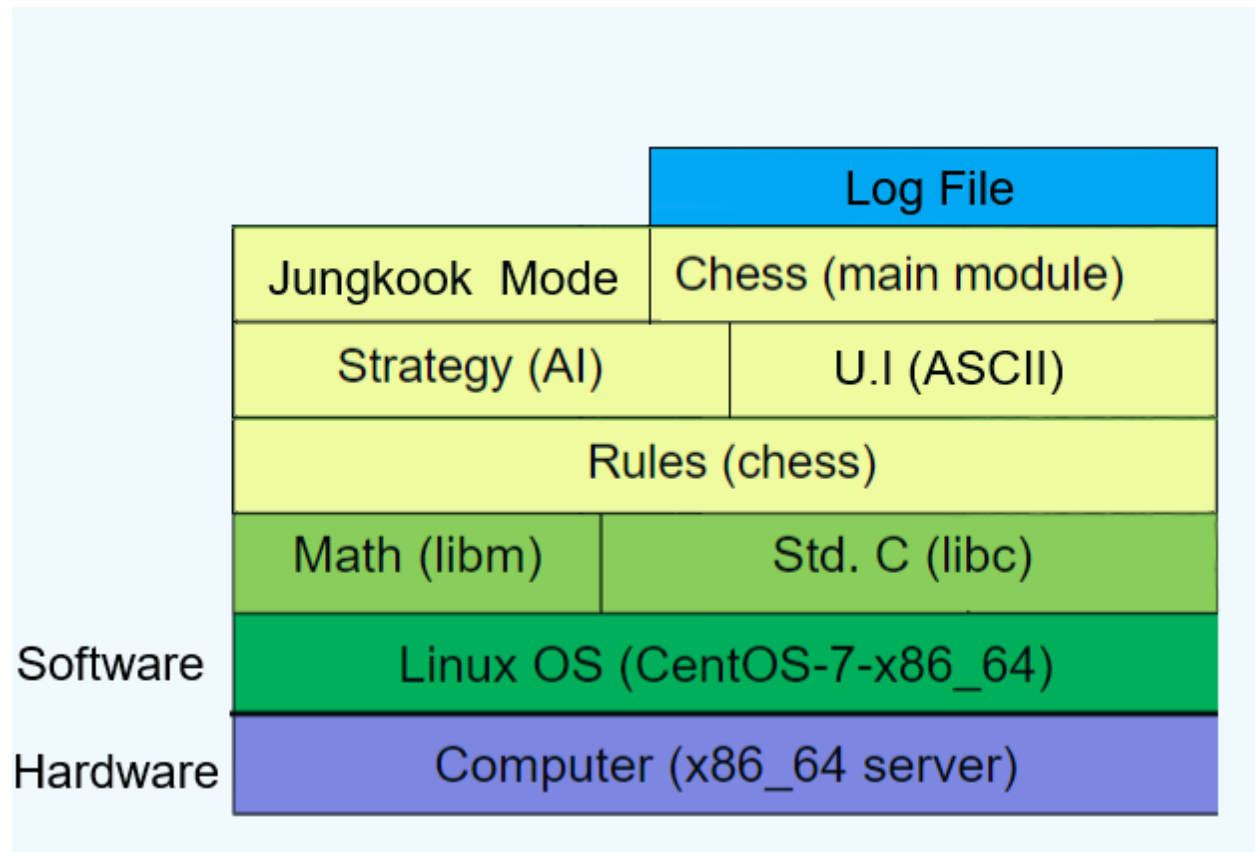 Log File
Jungkook Mode
Chess (main module)
Strategy (AI)
U.I (ASCII)
Rules (chess)
Math (libm)
Std. C (libc)
Software
Linux OS (CentOS-7-x86_64)
Hardware
Computer (x86_64 server)